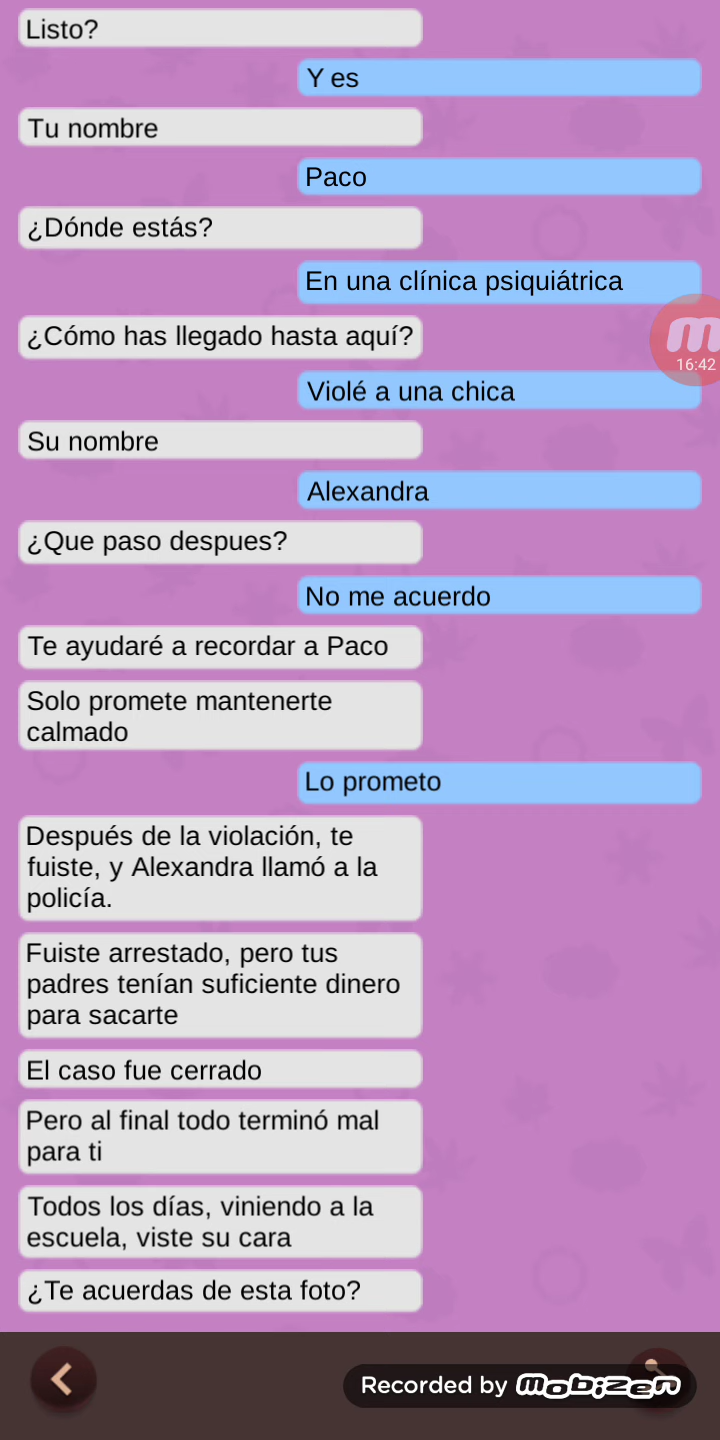 Listo?
Y es
Tu nombre
Paco
¿Dónde estás?
En una clínica psiquiátrica
¿Cómo has llegado hasta aquí?
16:42
Violé a una chica
Su nombre
Alexandra
¿Que paso despues?
No me acuerdo
Te ayudaré a recordar a Paco
Solo promete mantenerte
calmado
Lo prometo
Después de la violación, te
fuiste, y Alexandra llamó a la
policía.
Fuiste arrestado, pero tus
padres tenían suficiente dinero
para sacarte
El caso fue cerrado
Pero al final todo terminó mal
para ti
Todos los días, viniendo a la
escuela, viste su cara
¿Te acuerdas de esta foto?
Recorded by mobizen